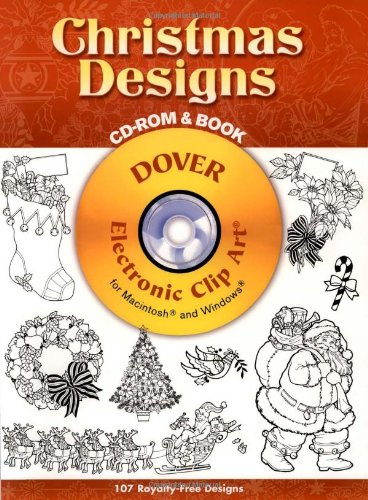 Christmas
Designs
CD-ROM & BOOK
DOVER
Electronic Clip Art®
for Macintosh® and Windows®
107 Royalty-Free Designs